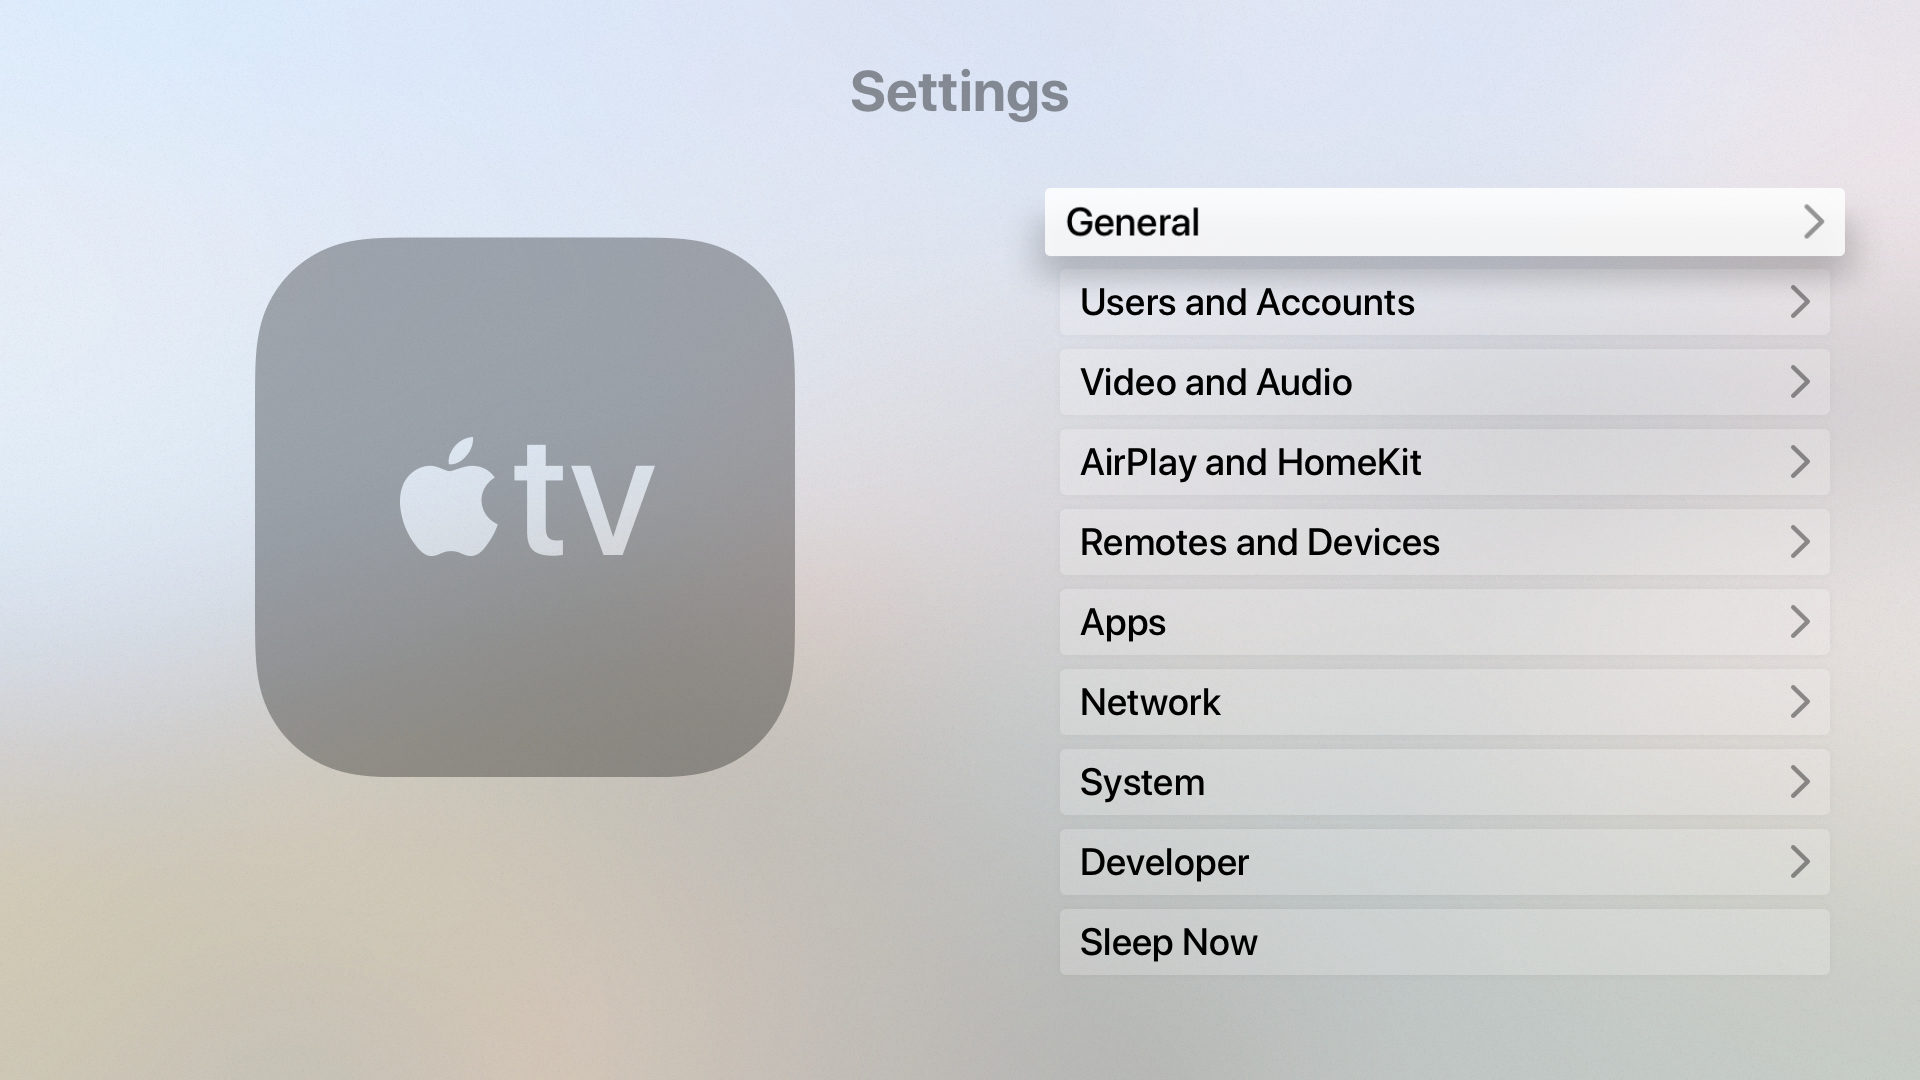 Settings
tv
General
Users and Accounts
Video and Audio
AirPlay and HomeKit
Remotes and Devices
Apps
Network
System
Developer
Sleep Now